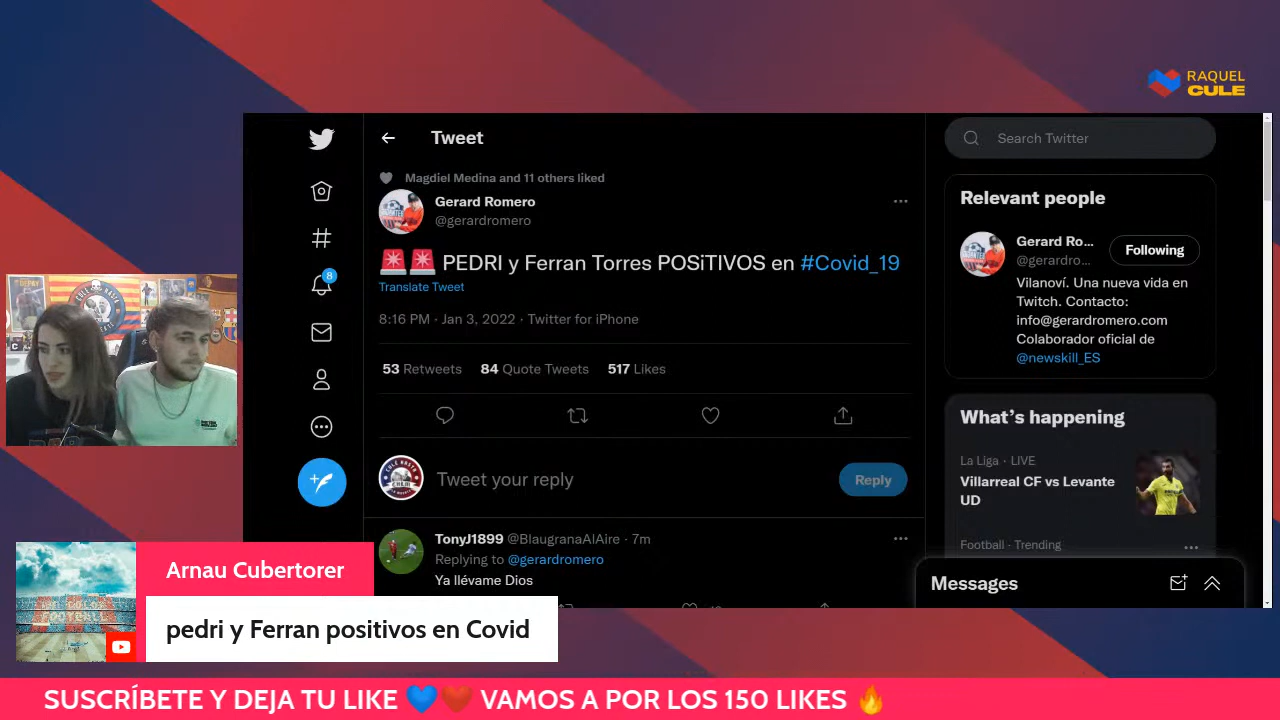 RAQUEL
CULE
Tweet
Search Twitter
Magdiel Medina and 11 others liked
Gerard Romero
@gerardromero
🚨🚨 PEDRI y Ferran Torres POSiTIVOS en #Covid_19
Translate Tweet
8:16 PM · Jan 3, 2022 · Twitter for iPhone
53 Retweets 84 Quote Tweets 517 Likes
Tweet your reply
Reply
TonyJ1899 @BlaugranaAlAire · 7m
Replying to @gerardromero
Ya llévame Dios
8
Relevant people
Gerard Ro...
@gerardro...
Following
Vilanoví. Una nueva vida en
Twitch. Contacto:
info@gerardromero.com
Colaborador oficial de
@newskill_ES
What's happening
La Liga · LIVE
Villarreal CF vs Levante
UD
Football · Trending
Messages
Arnau Cubertorer
pedri y Ferran positivos en Covid
SUSCRÍBETE Y DEJA TU LIKE 💙❤️ VAMOS A POR LOS 150 LIKES 🔥